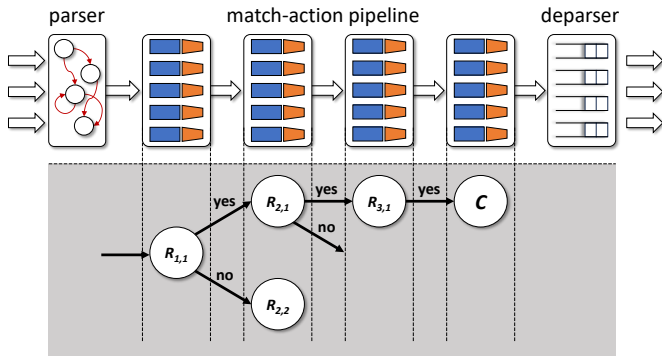 parser match-action pipeline deparser
yes R2,1 yes R3,1 yes C
no
R1,1
no
R2,2